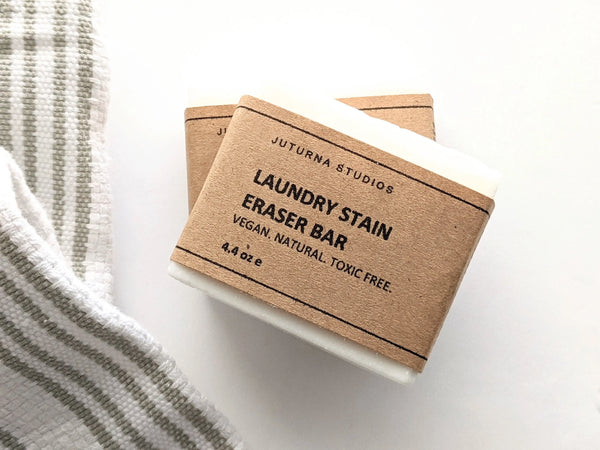 JUTURNA STUDIOS
LAUNDRY STAIN
ERASER BAR
VEGAN. NATURAL. TOXIC FREE.
4.4 oz e